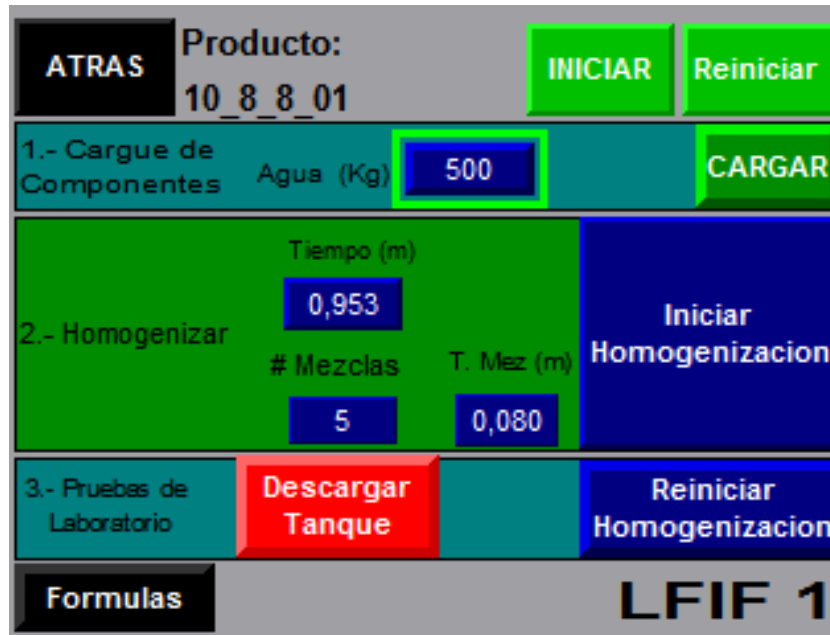 ATRAS
Producto:
10_8_8_01
INICIAR
Reiniciar
1.- Cargue de
Componentes
Agua (Kg)
500
CARGAR
Tiempo (m)
0,953
2.- Homogenizar
# Mezclas
T. Mez (m)
5
0,080
Iniciar
Homogenizacion
3.- Pruebas de
Laboratorio
Descargar
Tanque
Reiniciar
Homogenizacion
Formulas
LFIF 1